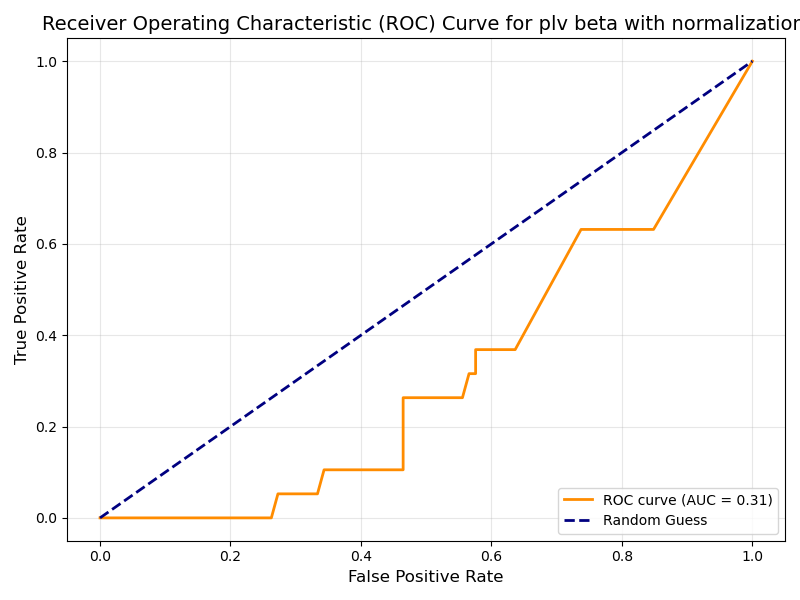 Receiver Operating Characteristic (ROC) Curve for plv beta with normalization
True Positive Rate
1.0
0.8
0.6
0.4
0.2
0.0
0.0 0.2 0.4 0.6 0.8 1.0
False Positive Rate
ROC curve (AUC = 0.31)
Random Guess